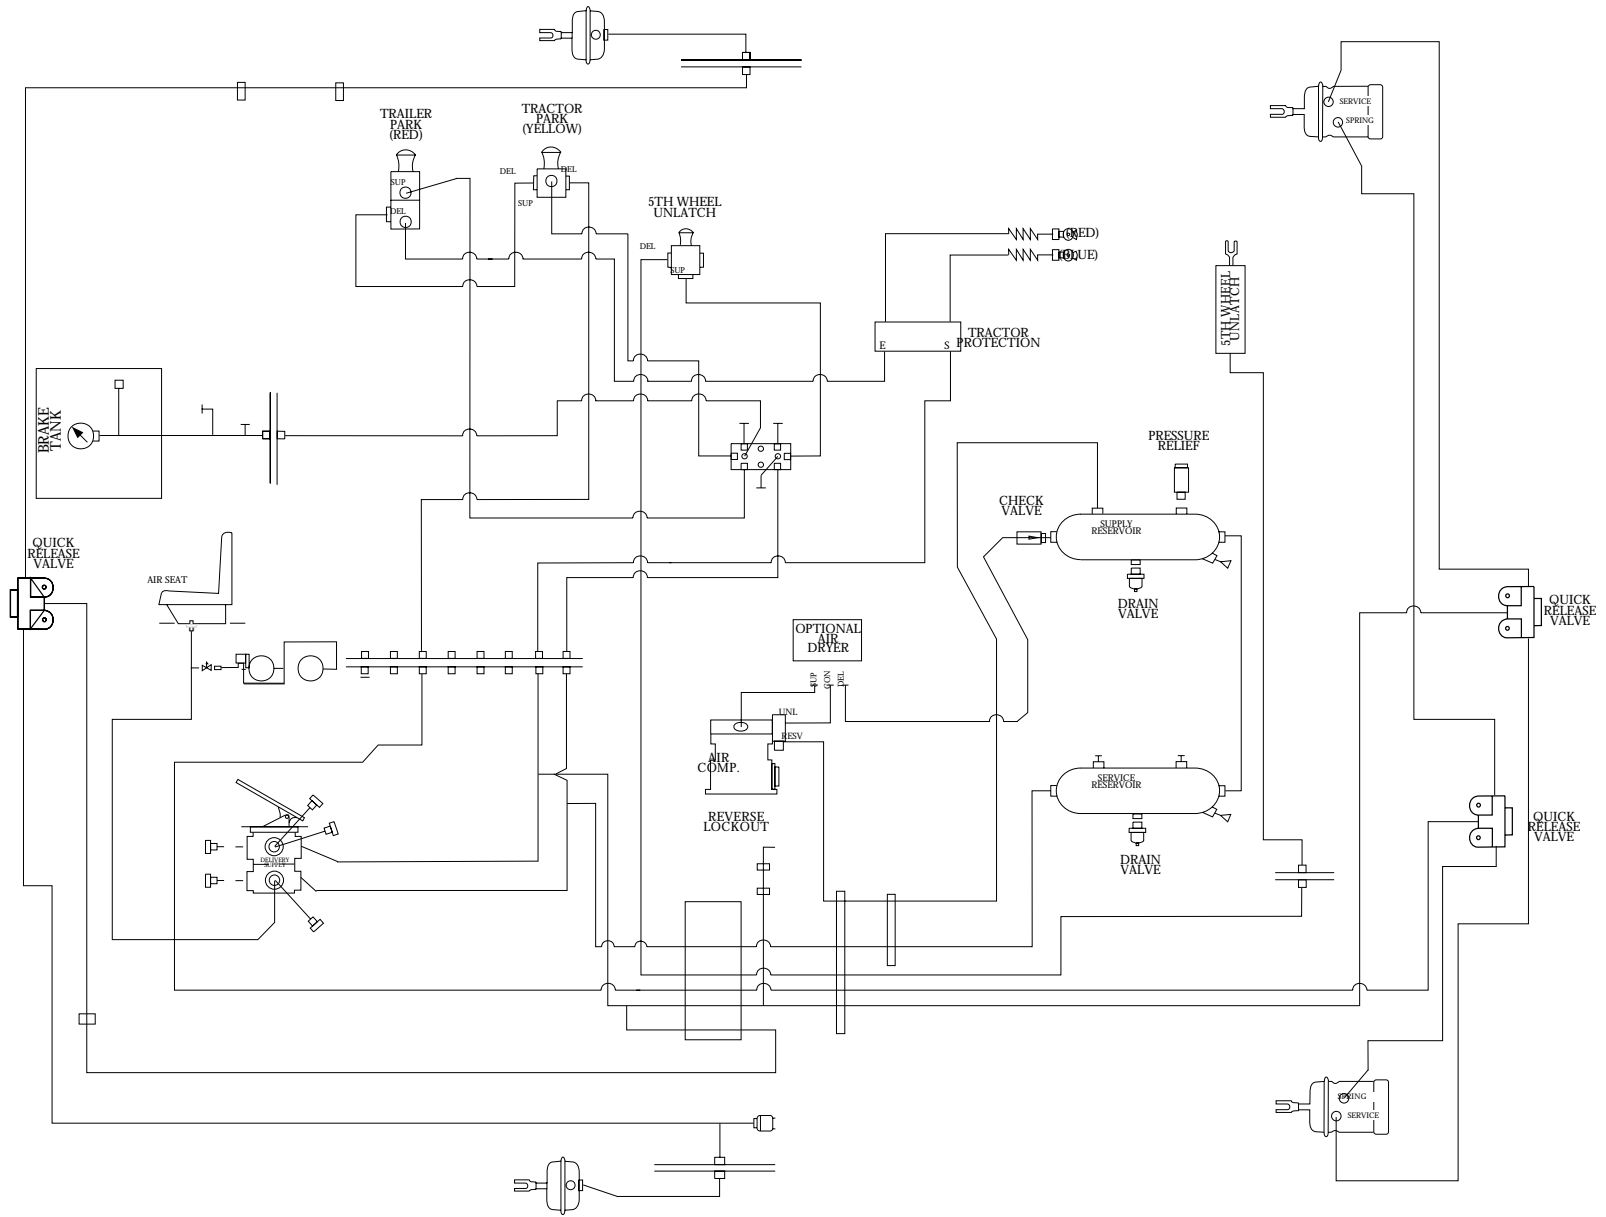 TRAILER
PARK
(RED)
TRACTOR
PARK
(YELLOW)
SERVICE
SPRING
SUP
DEL
DEL
DEL
SUP
5TH WHEEL
UNLATCH
DEL
SUP
(RED)
(BLUE)
5TH WHEEL
UNLATCH
E
S
TRACTOR
PROTECTION
BRAKE
TANK
PRESSURE
RELIEF
CHECK
VALVE
SUPPLY
RESERVOIR
QUICK
RELEASE
VALVE
AIR SEAT
DRAIN
VALVE
QUICK
RELEASE
VALVE
OPTIONAL
AIR
DRYER
SUP
CON
DEL
UNL
RESV
AIR
COMP.
SERVICE
RESERVOIR
REVERSE
LOCKOUT
QUICK
RELEASE
VALVE
DRAIN
VALVE
DELIVERY
SUPPLY
SPRING
SERVICE